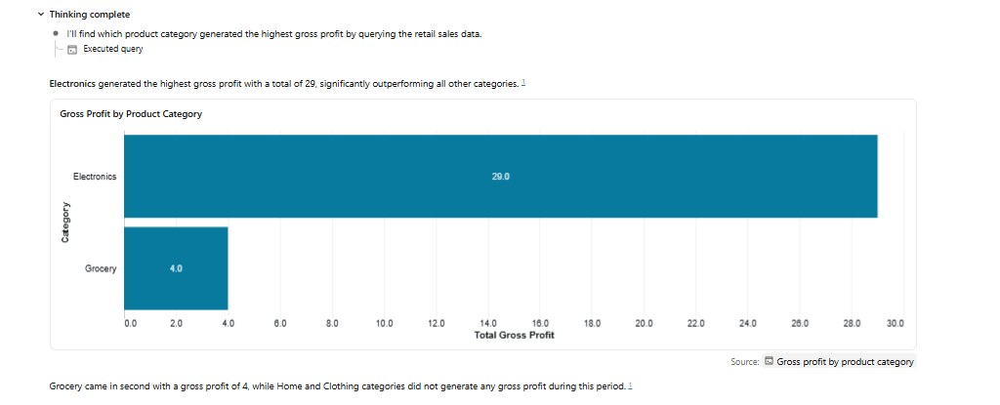 Thinking complete
I'll find which product category generated the highest gross profit by querying the retail sales data.
Executed query
Electronics generated the highest gross profit with a total of 29, significantly outperforming all other categories. 1
Gross Profit by Product Category
Electronics
29.0
Category
Grocery
4.0
0.0 2.0 4.0 6.0 8.0 10.0 12.0 14.0 16.0 18.0 20.0 22.0 24.0 26.0 28.0 30.0
Total Gross Profit
Source: Gross profit by product category
Grocery came in second with a gross profit of 4, while Home and Clothing categories did not generate any gross profit during this period. 1